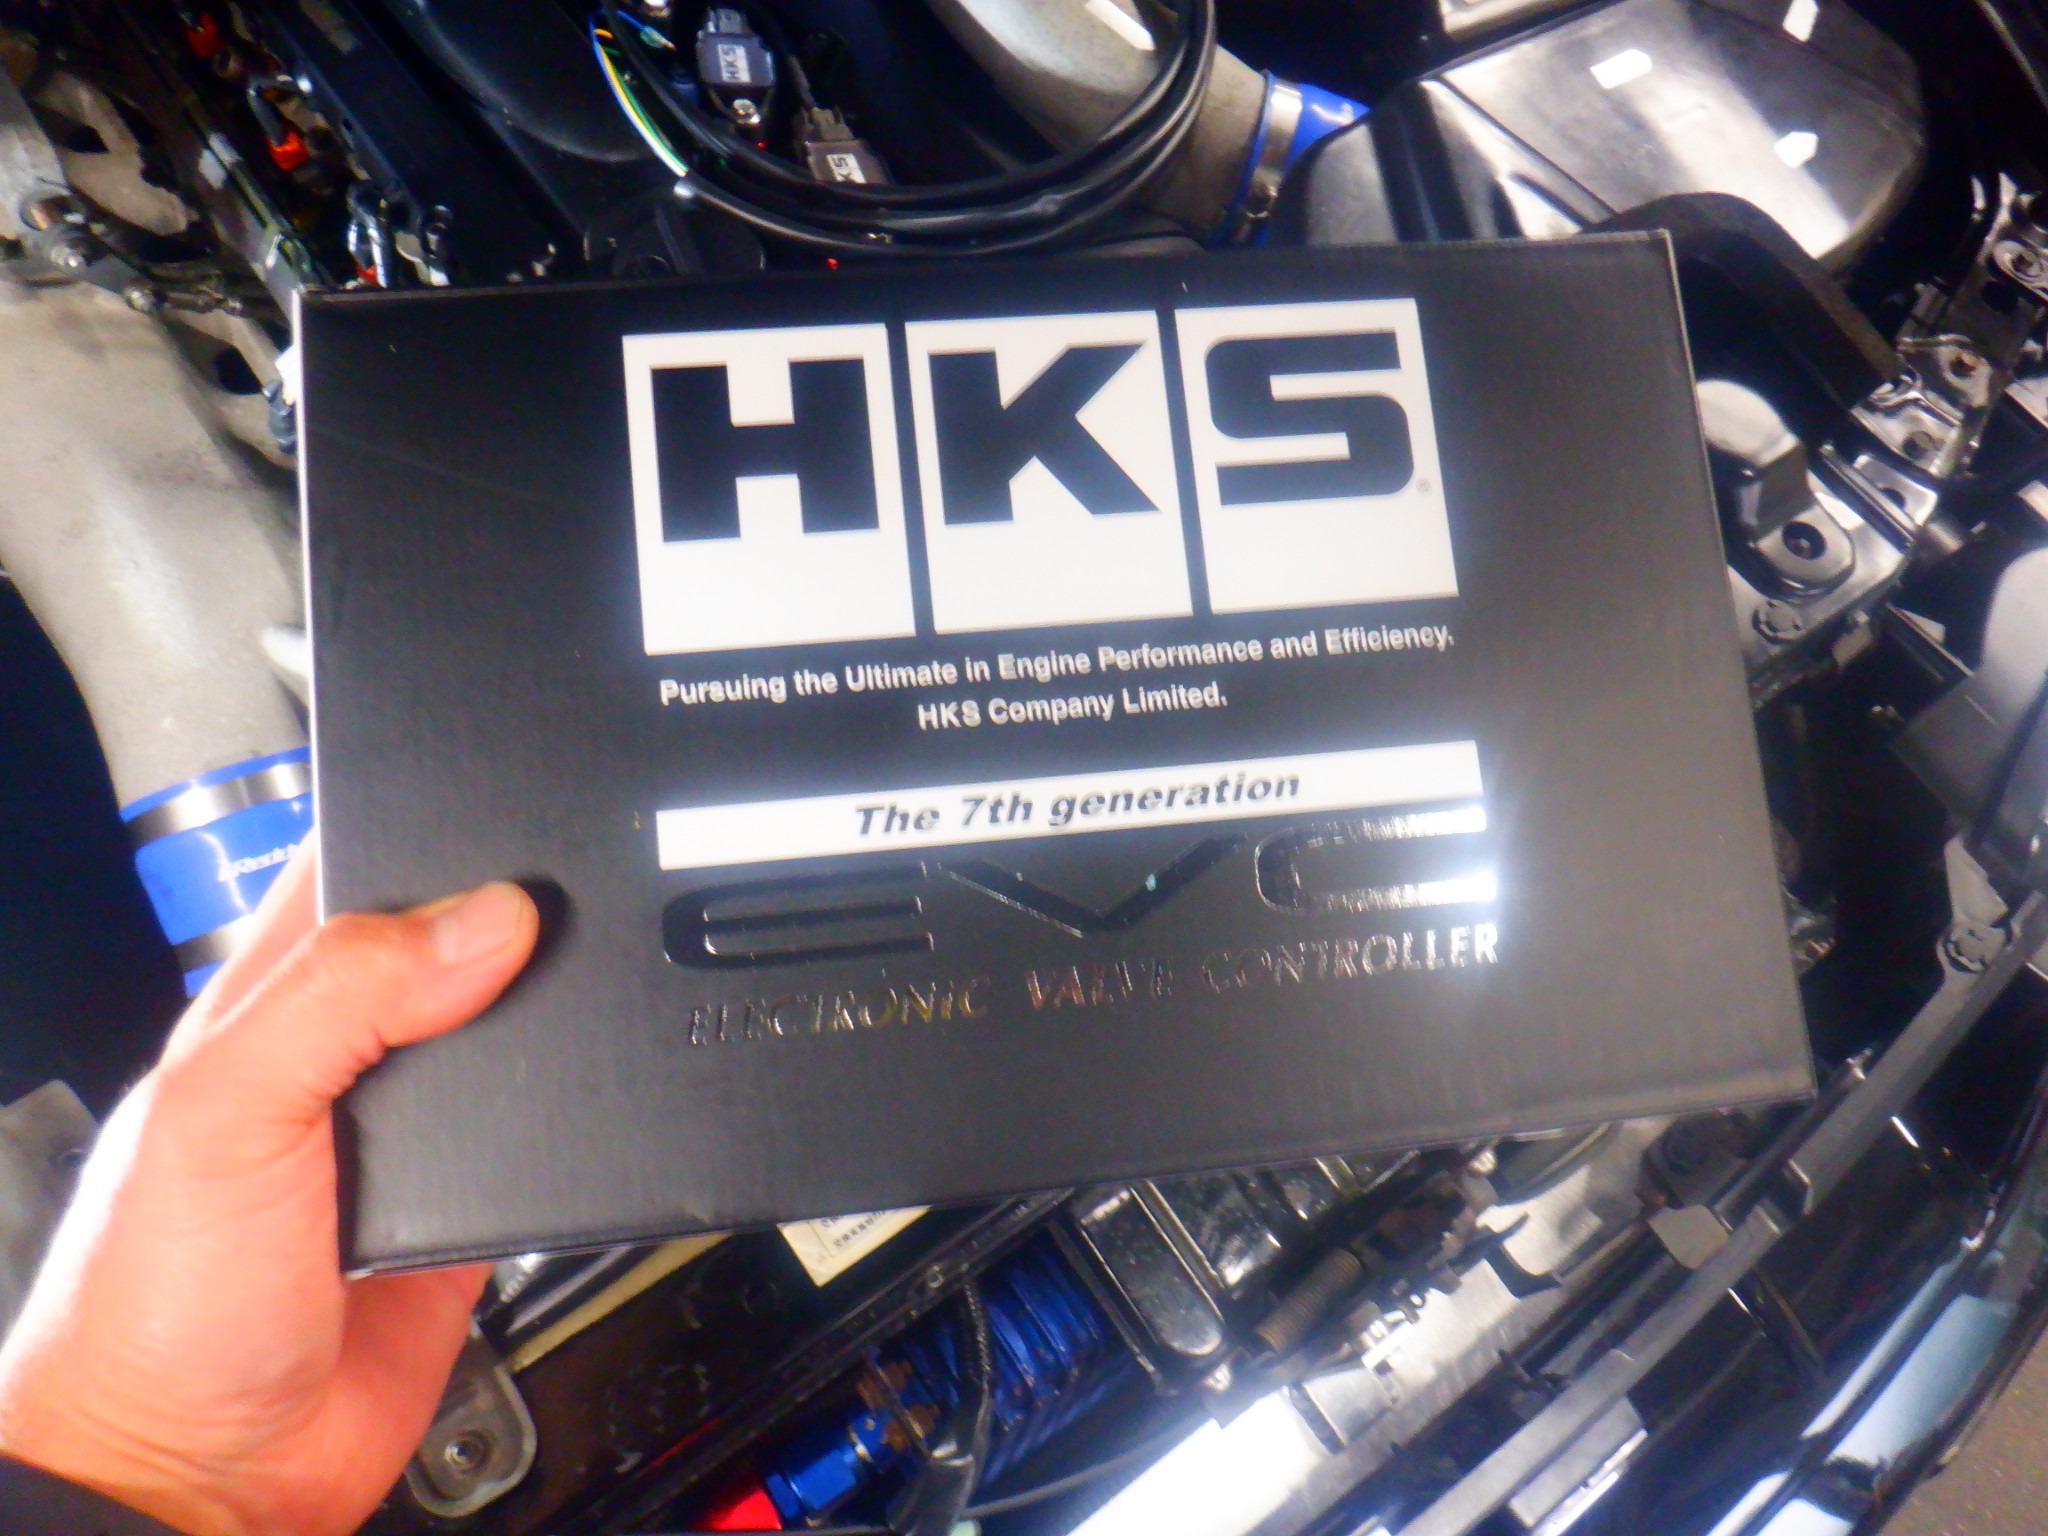 HKS
HKS
®
Pursuing the Ultimate in Engine Performance and Efficiency.
HKS Company Limited.
The 7th generation
EVC
ELECTRONIC VALVE CONTROLLER